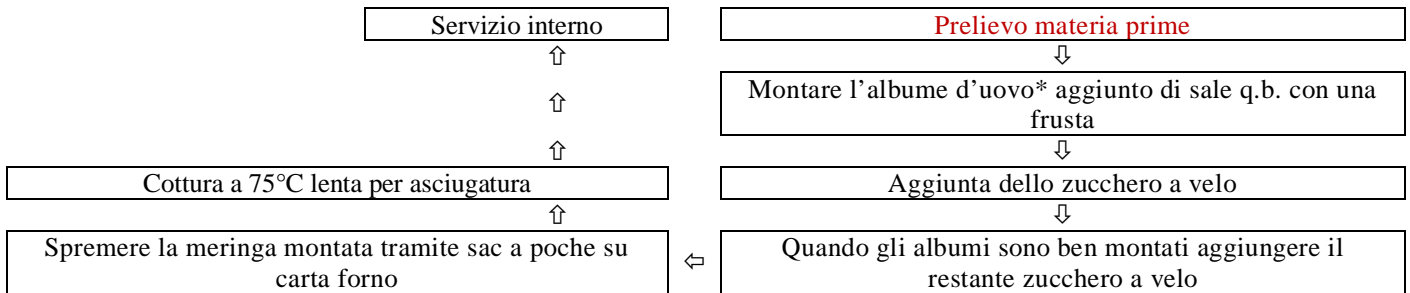 Servizio interno
Prelievo materia prime
⇧
⇩
⇧
Montare l’albume d’uovo* aggiunto di sale q.b. con una
frusta
⇧
⇩
Cottura a 75°C lenta per asciugatura
Aggiunta dello zucchero a velo
⇧
⇩
Spremere la meringa montata tramite sac a poche su
carta forno
⇦
Quando gli albumi sono ben montati aggiungere il
restante zucchero a velo